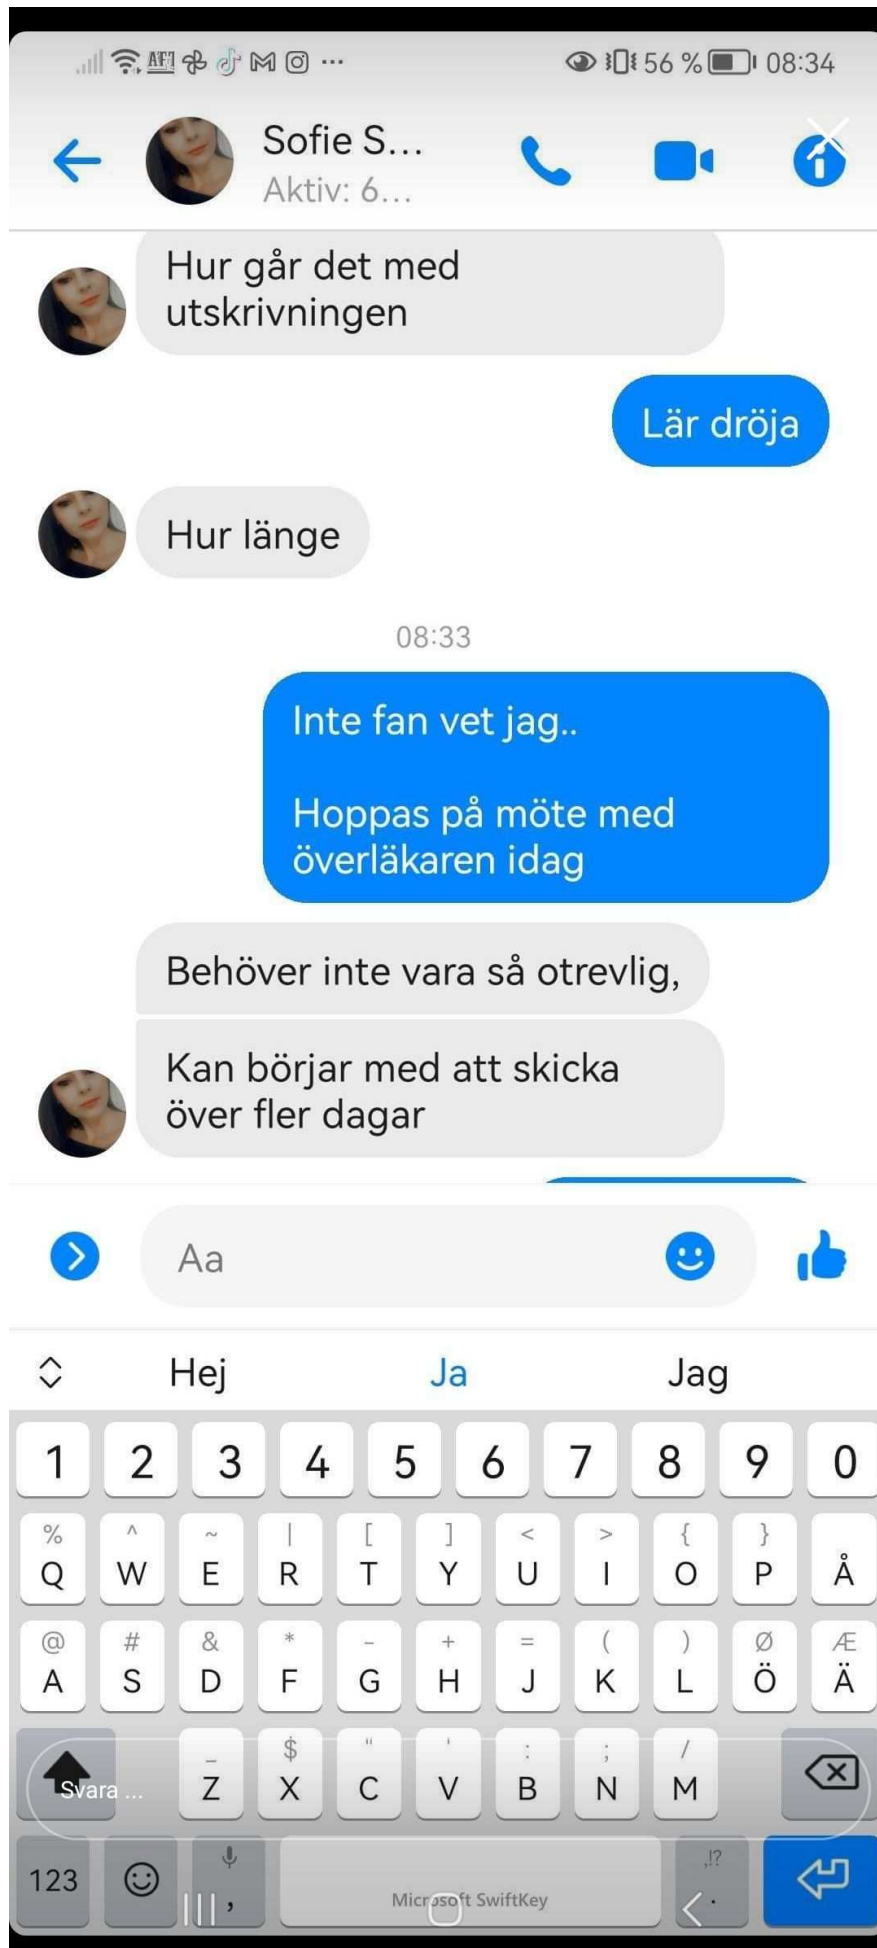 56 % 08:34
Sofie S...
Aktiv: 6...
Hur går det med
utskrivningen
Lär dröja
Hur länge
08:33
Inte fan vet jag..
Hoppas på möte med
överläkaren idag
Behöver inte vara så otrevlig,
Kan börjar med att skicka
över fler dagar
Aa
Hej Ja Jag
1 2 3 4 5 6 7 8 9 0
% ^ ~ | [ ] < > { }
Q W E R T Y U I O P Å
@ # & * - + = ( ) Ø Æ
A S D F G H J K L Ö Ä
_ $ " ' : ; /
Z X C V B N M
Svara ...
123 , Microsoft SwiftKey ,!? .